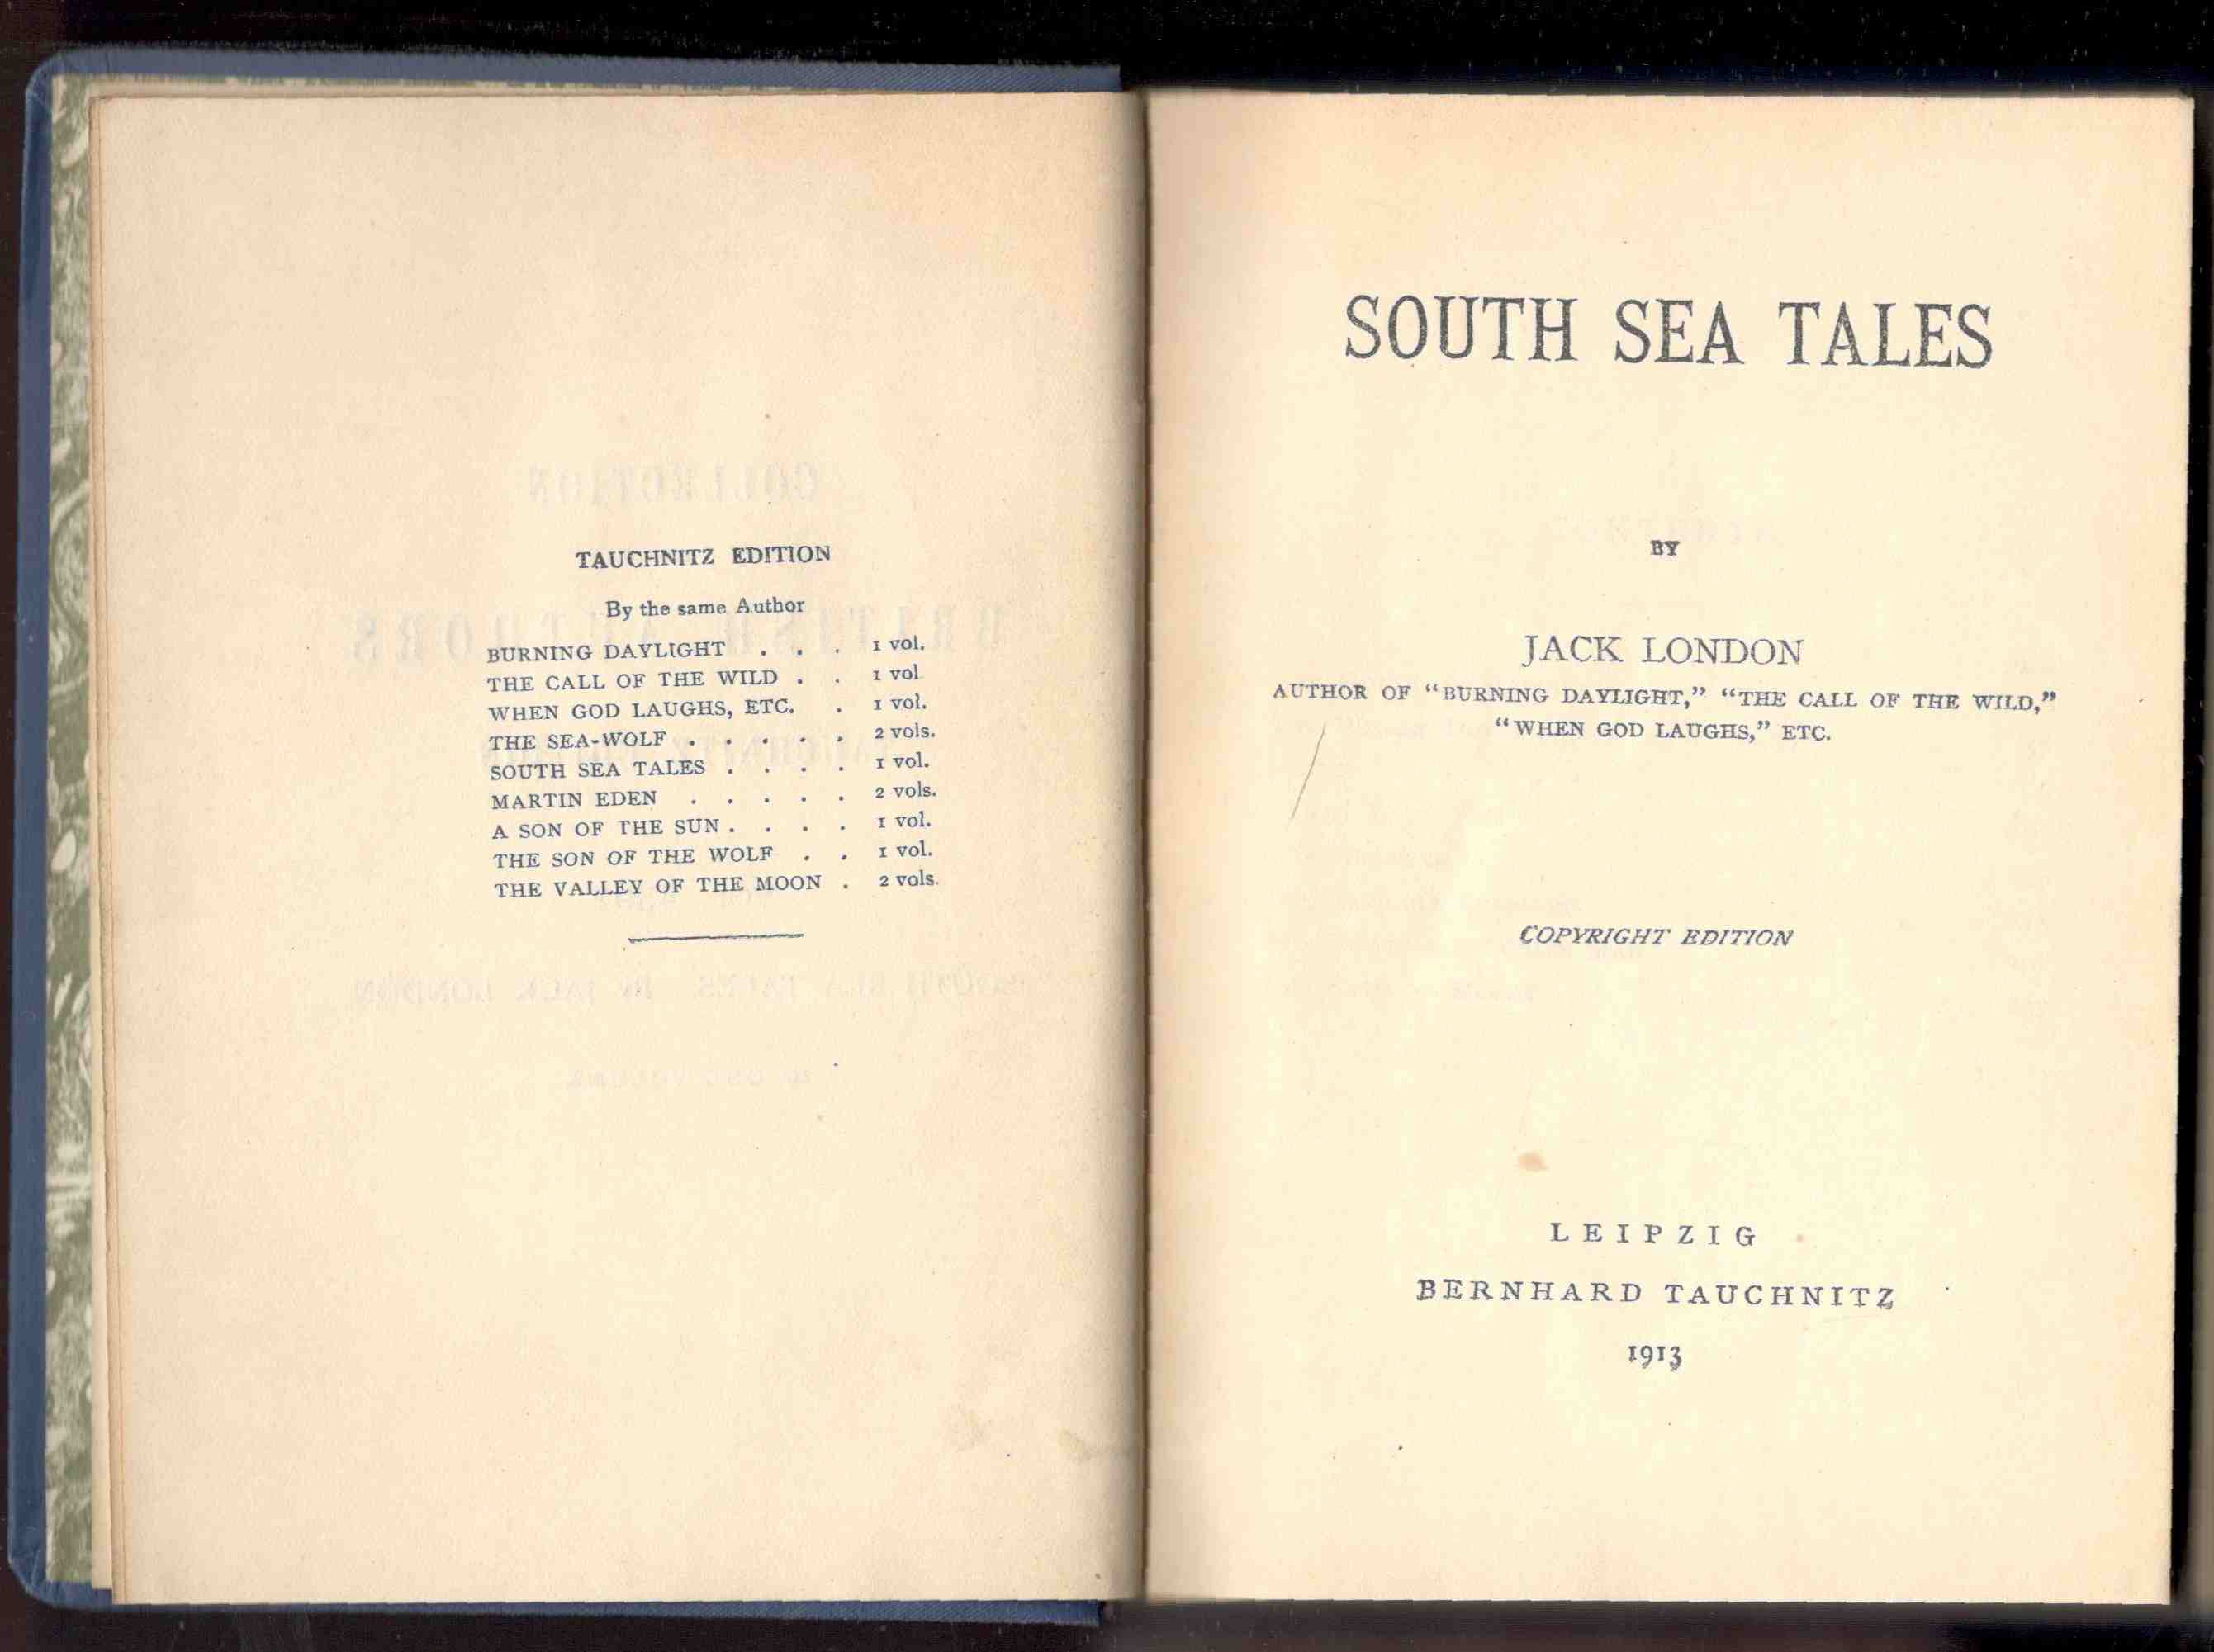 TAUCHNITZ EDITION
By the same Author
BURNING DAYLIGHT . . . 1 vol.
THE CALL OF THE WILD . . 1 vol
WHEN GOD LAUGHS, ETC. . 1 vol.
THE SEA-WOLF . . . . . 2 vols.
SOUTH SEA TALES . . . . 1 vol.
MARTIN EDEN . . . . . 2 vols.
A SON OF THE SUN . . . . 1 vol.
THE SON OF THE WOLF . . 1 vol.
THE VALLEY OF THE MOON . 2 vols.
SOUTH SEA TALES
BY
JACK LONDON
AUTHOR OF “BURNING DAYLIGHT,” “THE CALL OF THE WILD,”
“WHEN GOD LAUGHS,” ETC.
COPYRIGHT EDITION
LEIPZIG
BERNHARD TAUCHNITZ
1913